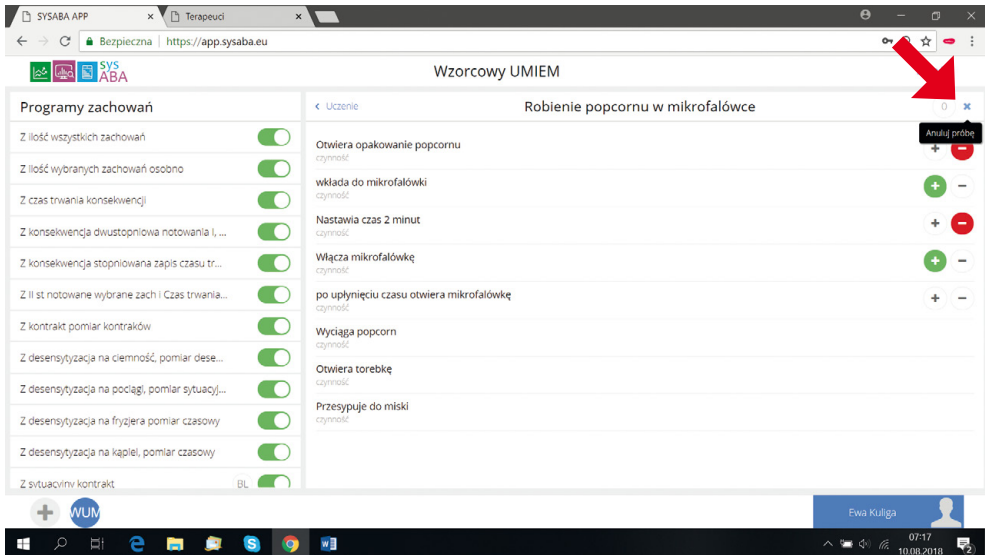 SYSABA APP
Terapeuci
Bezpieczna | https://app.sysaba.eu
sys
ABA
Wzorcowy UMIEM
Programy zachowań
Z ilość wszystkich zachowań
Z ilość wybranych zachowań osobno
Z czas trwania konsekwencji
Z konsekwencja dwustopniowa notowania i, ...
Z konsekwencja stopniowana zapis czasu tr...
Z II st notowane wybrane zach i Czas trwania...
Z kontrakt pomiar kontraków
Z desensytyzacja na ciemność, pomiar dese...
Z desensytyzacja na pociągi, pomiar sytuacyj...
Z desensytyzacja na fryzjera pomiar czasowy
Z desensytyzacja na kąpiel, pomiar czasowy
Z sytuacyjny kontrakt BL
Uczenie
Robienie popcornu w mikrofalówce
0
Anuluj próbę
Otwiera opakowanie popcornu
czynność
wkłada do mikrofalówki
czynność
Nastawia czas 2 minut
czynność
Włącza mikrofalówkę
czynność
po upłynięciu czasu otwiera mikrofalówkę
czynność
Wyciąga popcorn
czynność
Otwiera torebkę
czynność
Przesypuje do miski
czynność
WUM
Ewa Kuliga
07:17
10.08.2018
2